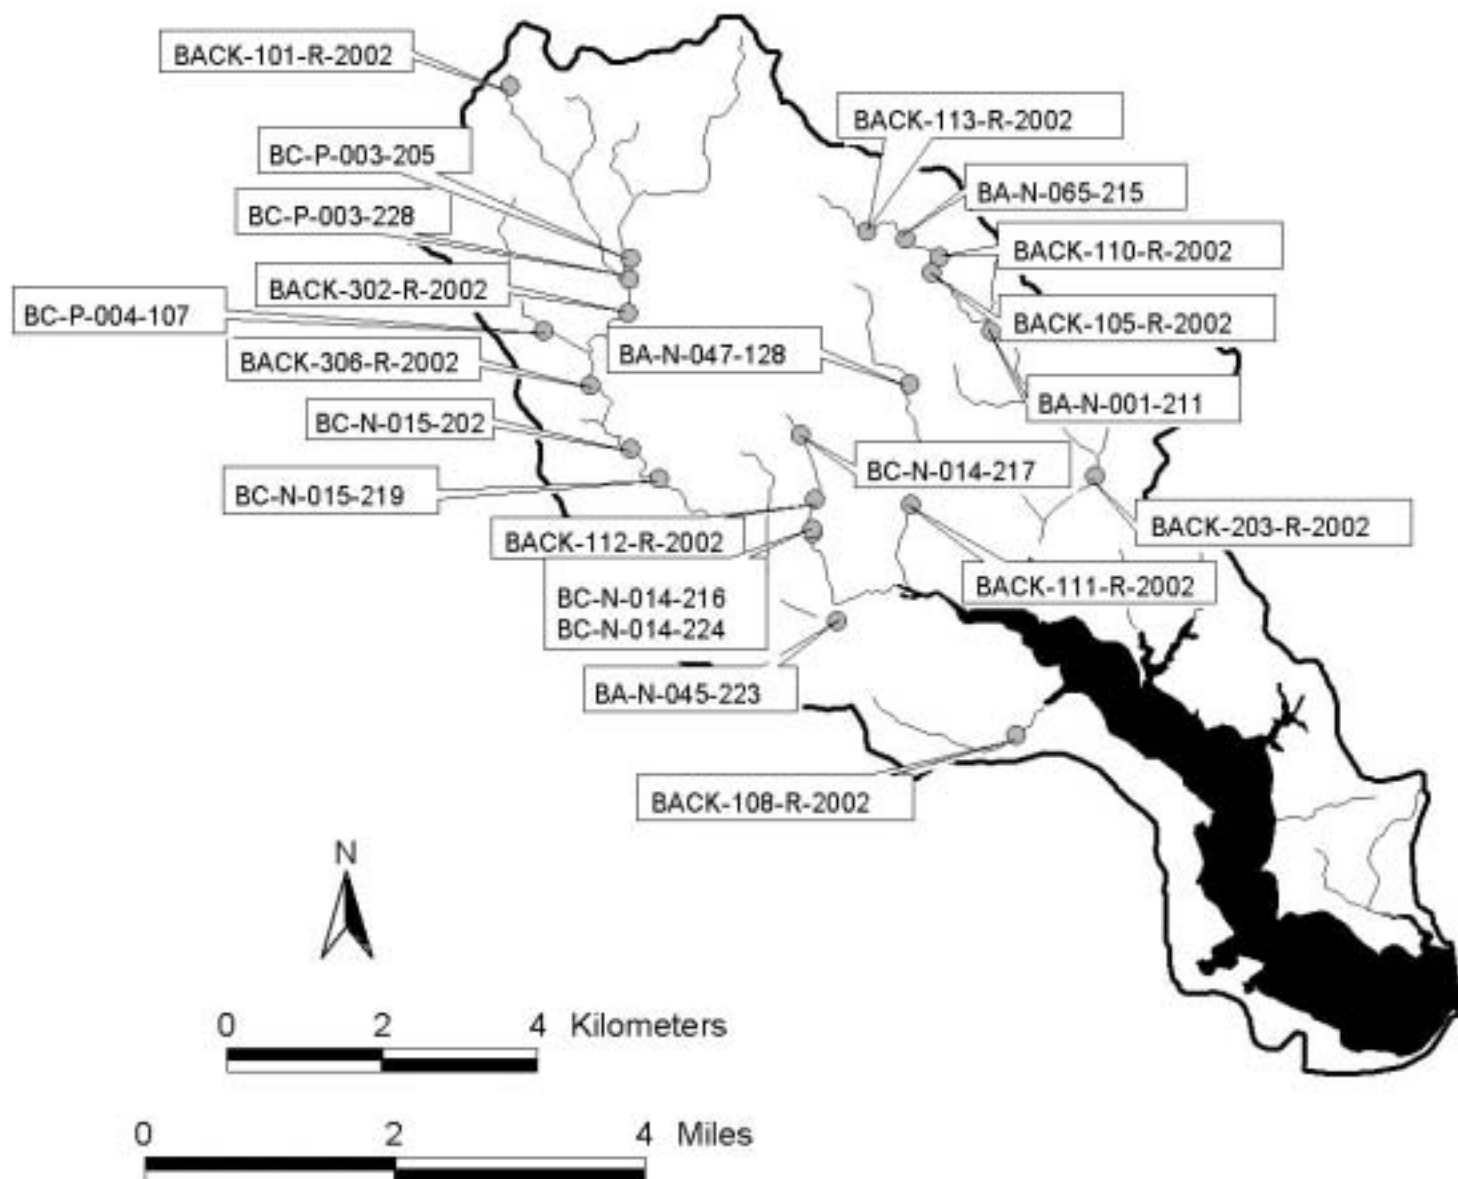 BACK-101-R-2002
BACK-113-R-2002
BC-P-003-205
BA-N-065-215
BC-P-003-228
BACK-110-R-2002
BACK-302-R-2002
BC-P-004-107
BACK-105-R-2002
BA-N-047-128
BACK-306-R-2002
BA-N-001-211
BC-N-015-202
BC-N-014-217
BC-N-015-219
BACK-203-R-2002
BACK-112-R-2002
BACK-111-R-2002
BC-N-014-216
BC-N-014-224
BA-N-045-223
BACK-108-R-2002
N
0 2 4 Kilometers
0 2 4 Miles